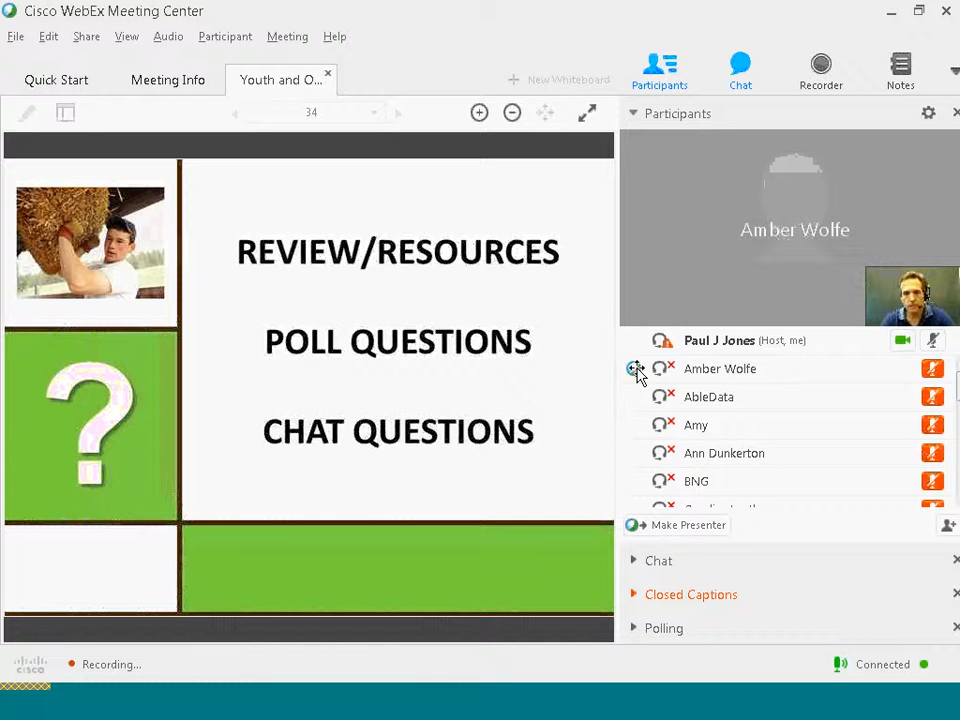 Cisco WebEx Meeting Center
File Edit Share View Audio Participant Meeting Help
Quick Start Meeting Info Youth and O... New Whiteboard
Participants Chat Recorder Notes
34
Participants
Amber Wolfe
REVIEW/RESOURCES
POLL QUESTIONS
CHAT QUESTIONS
?
Paul J Jones (Host, me)
Amber Wolfe
AbleData
Amy
Ann Dunkerton
BNG
Make Presenter
Chat
Closed Captions
Polling
cisco
Recording...
Connected